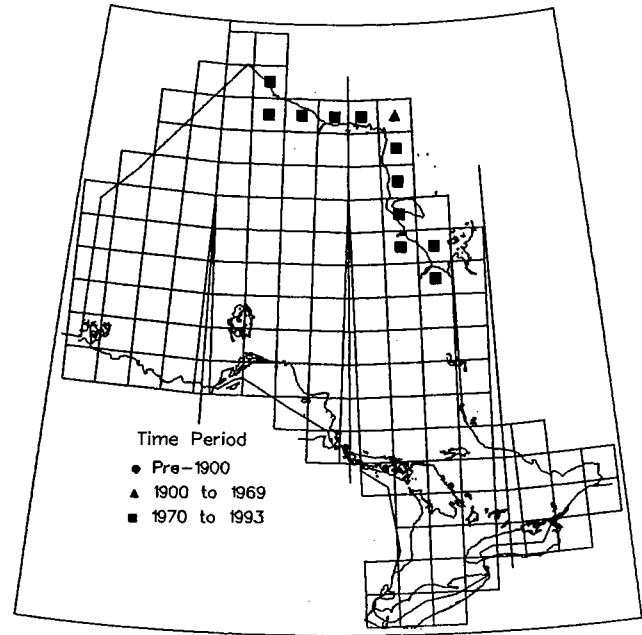 Time Period
● Pre-1900
▲ 1900 to 1969
■ 1970 to 1993